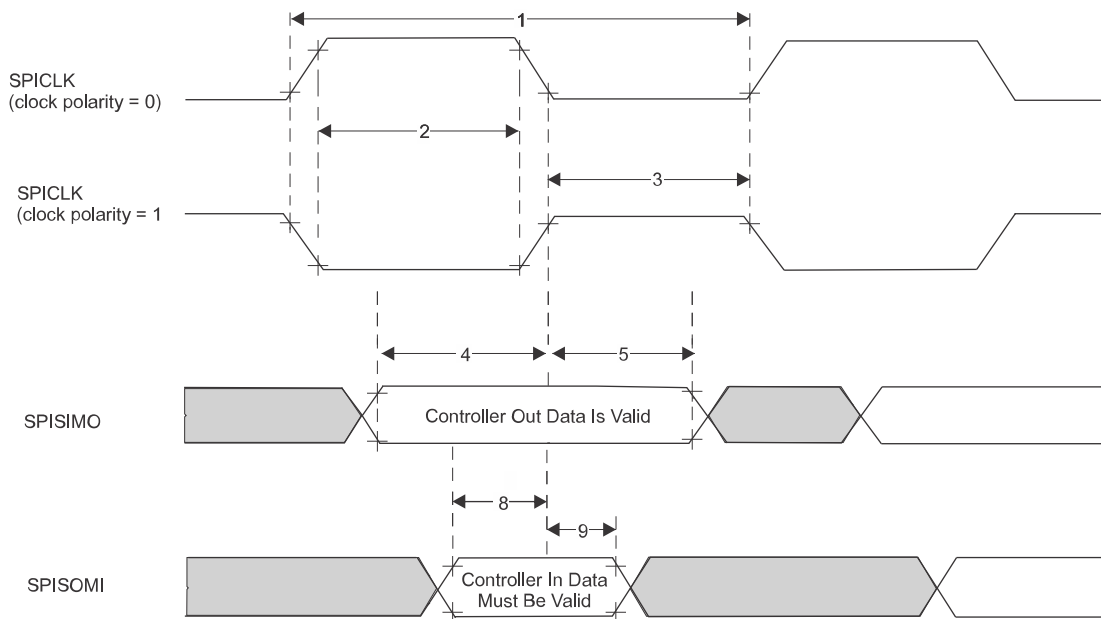 1
SPICLK
(clock polarity = 0)
2
3
SPICLK
(clock polarity = 1
4
5
SPISIMO
Controller Out Data Is Valid
8
9
SPISOMI
Controller In Data
Must Be Valid